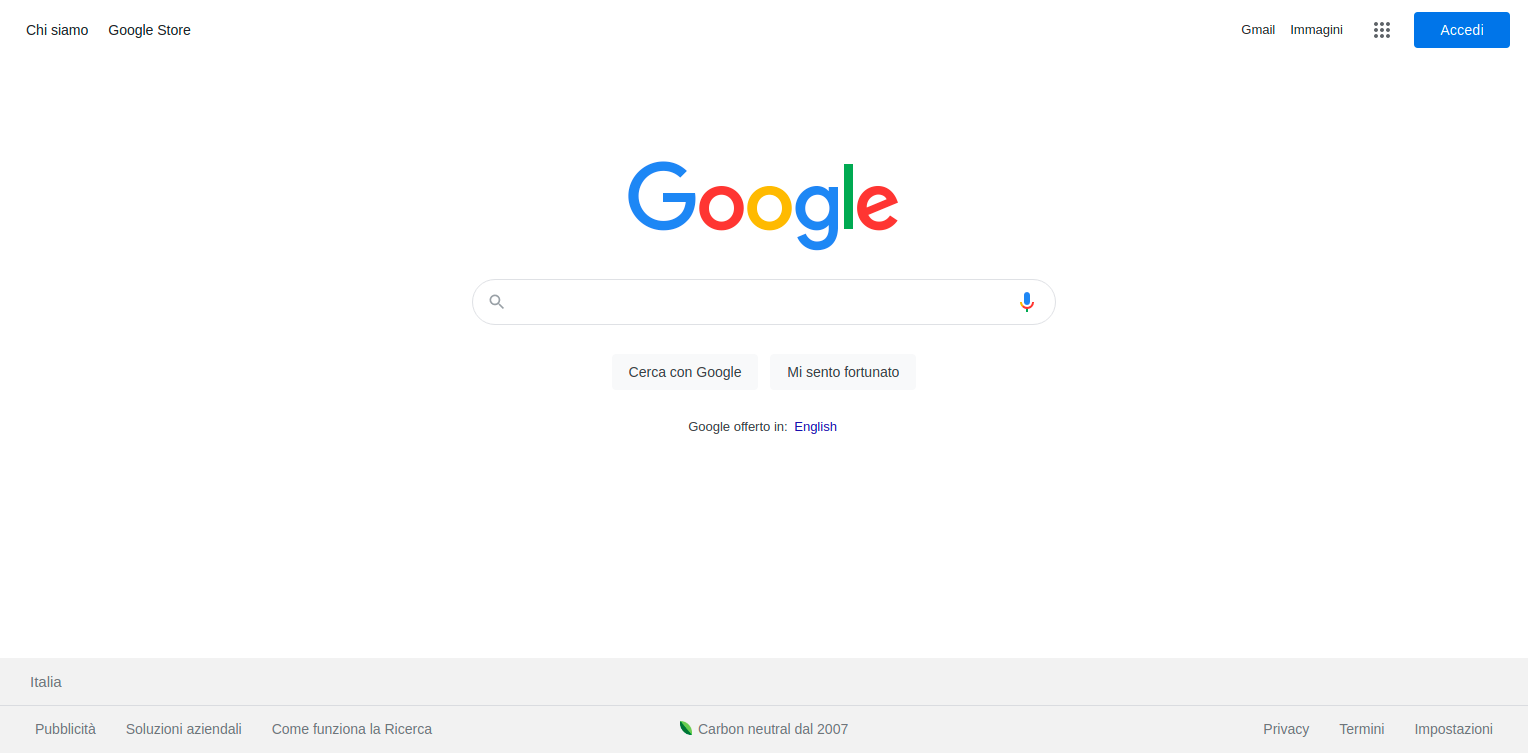 Chi siamo Google Store Gmail Immagini Accedi
Google
Cerca con Google Mi sento fortunato
Google offerto in: English
Italia
Pubblicità Soluzioni aziendali Come funziona la Ricerca Carbon neutral dal 2007 Privacy Termini Impostazioni